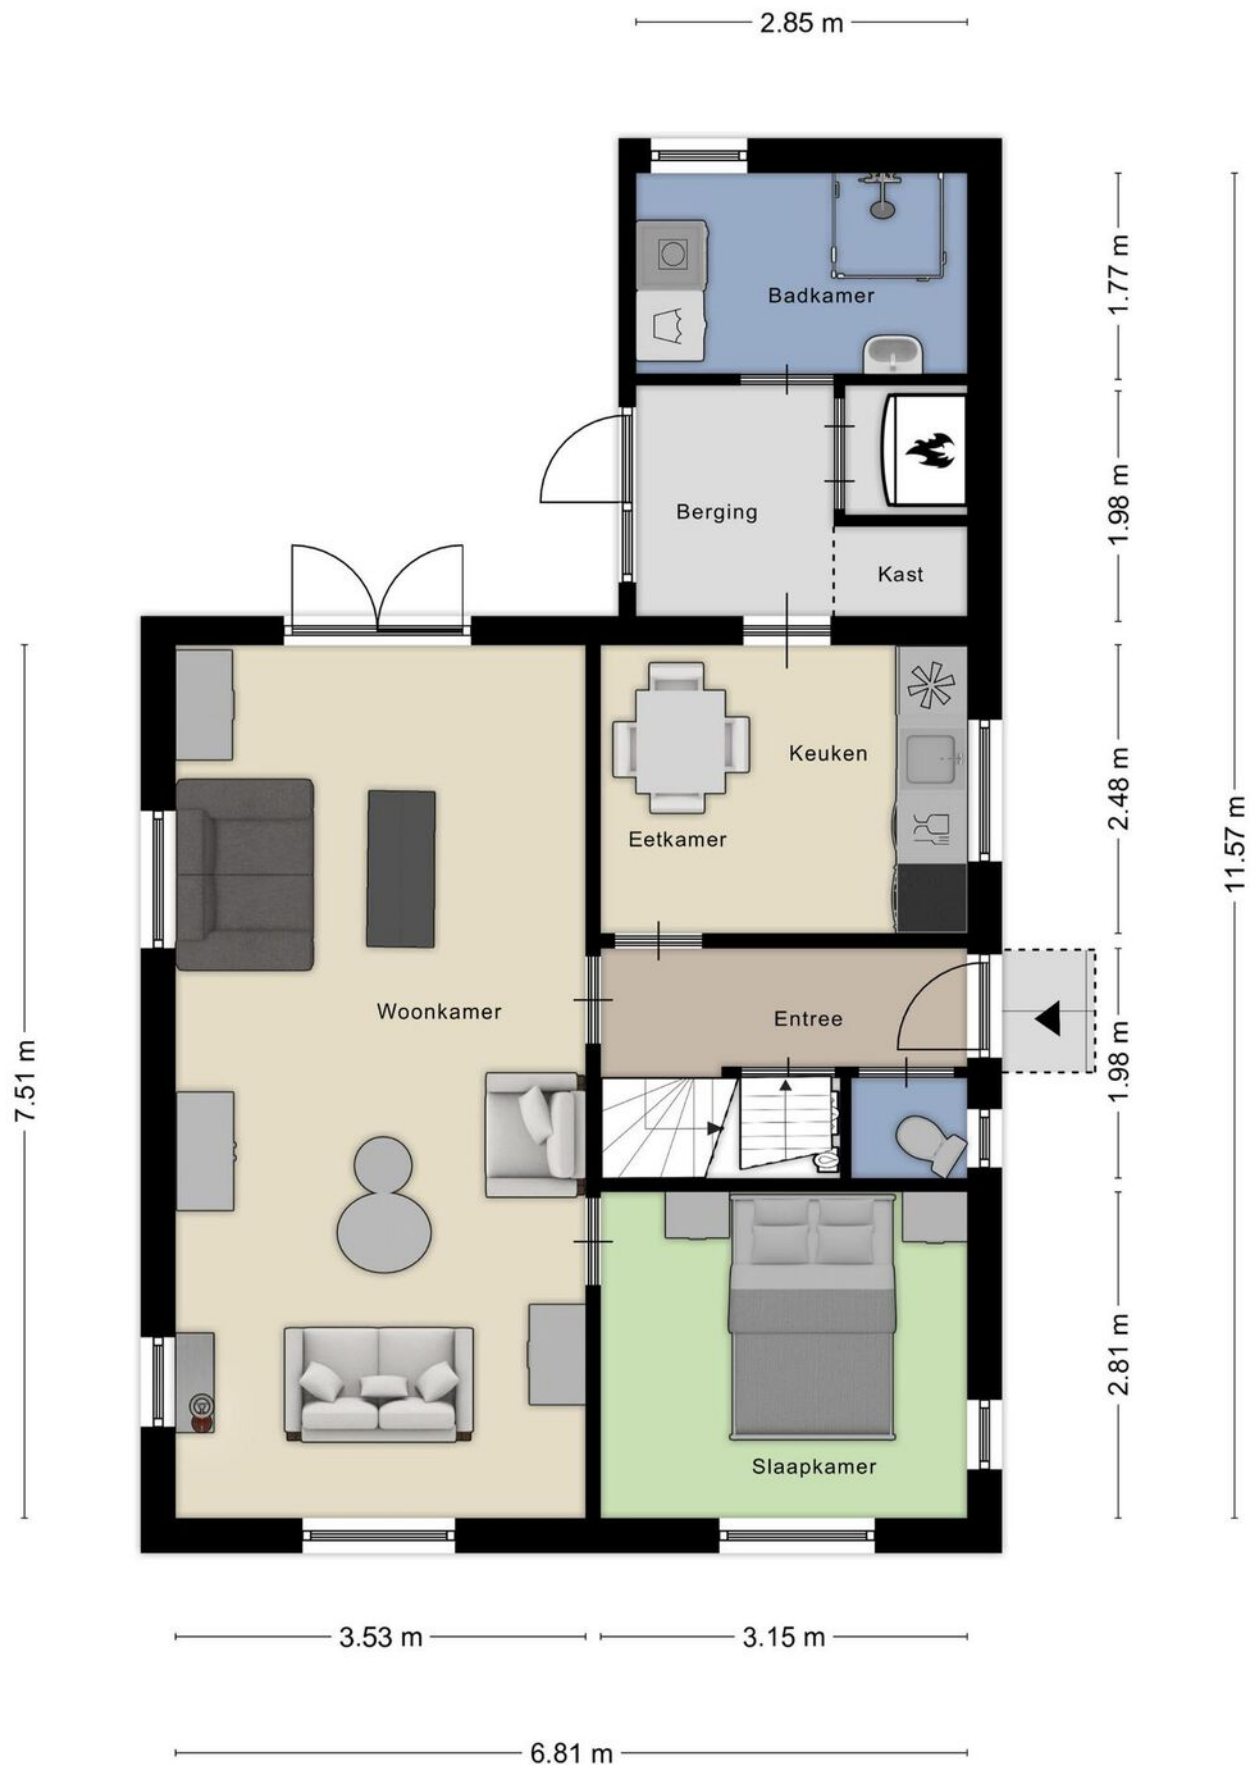 2.85 m
Badkamer
1.77 m
Berging
1.98 m
Kast
Keuken
2.48 m
Eetkamer
11.57 m
Woonkamer
Entree
1.98 m
7.51 m
2.81 m
Slaapkamer
3.53 m
3.15 m
6.81 m